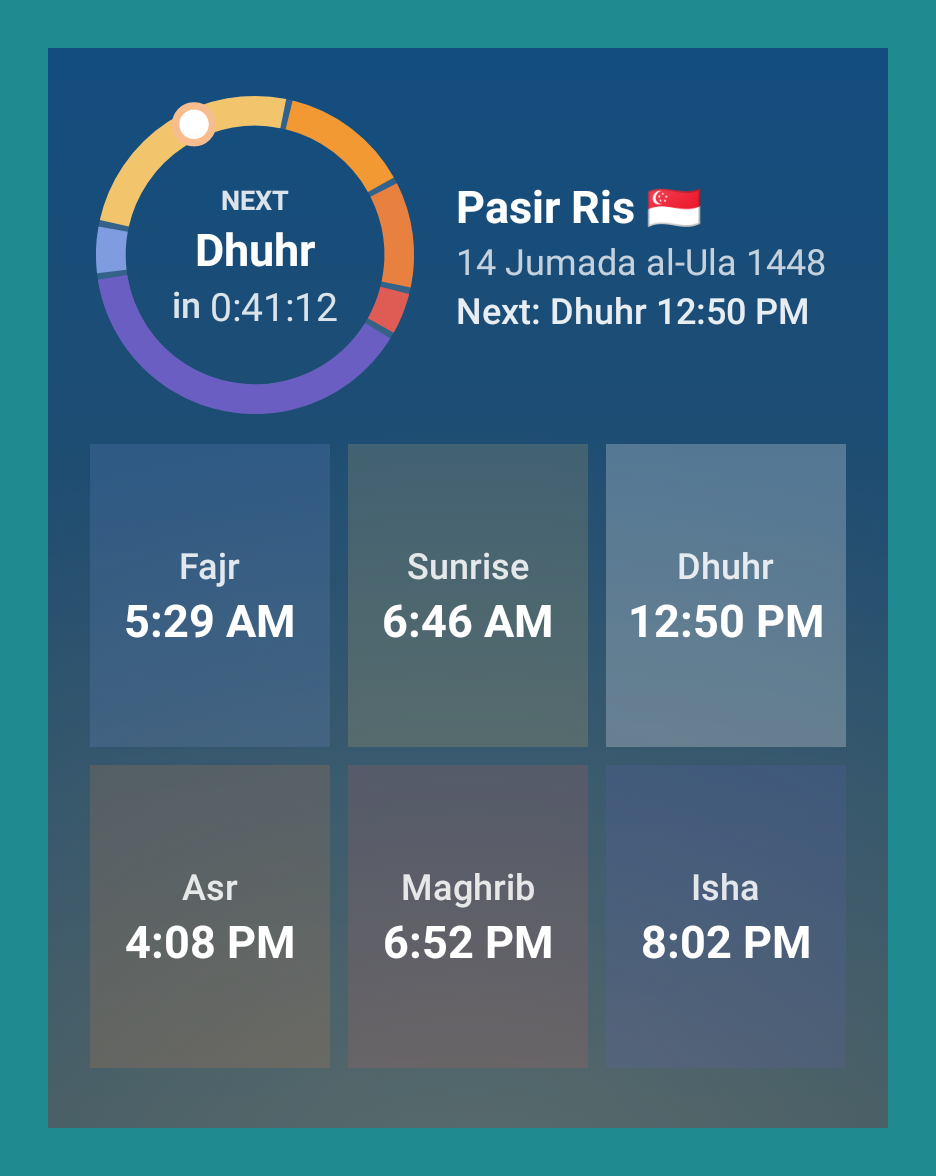 NEXT
Dhuhr
in 0:41:12
Pasir Ris 🇸🇬
14 Jumada al-Ula 1448
Next: Dhuhr 12:50 PM
Fajr
5:29 AM
Sunrise
6:46 AM
Dhuhr
12:50 PM
Asr
4:08 PM
Maghrib
6:52 PM
Isha
8:02 PM